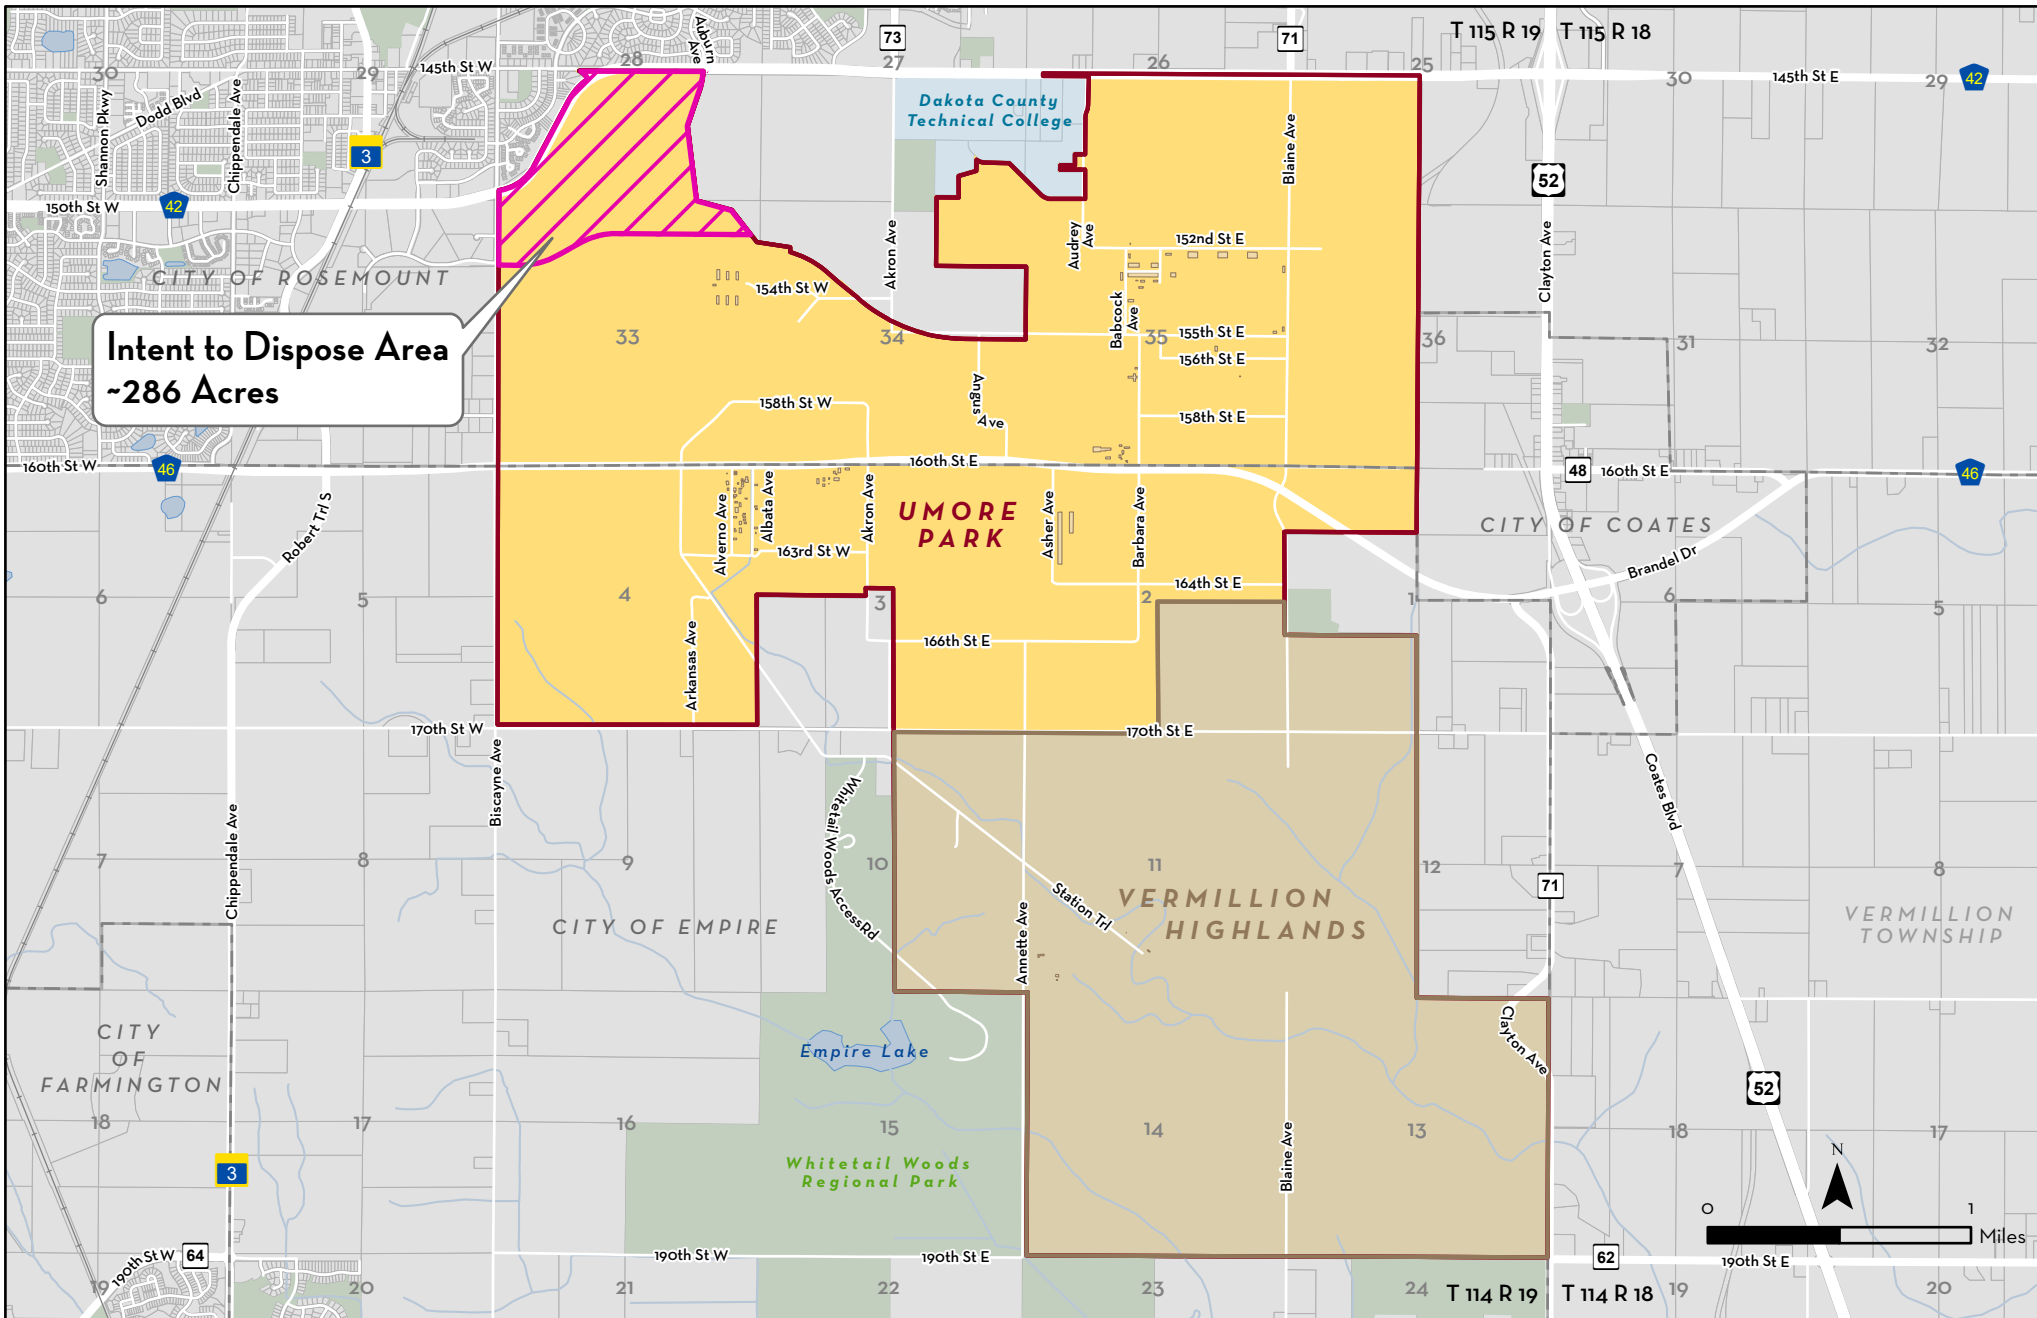 T 115 R 19
T 115 R 18
Auburn
Ave
73
71
28
27
26
25
30
29
145th St W
30
145th St E
29
42
Shannon Pkwy
Dodd Blvd
Chippendale Ave
3
Dakota County
Technical College
Blaine Ave
52
150th St W
42
Akron Ave
Audrey
Ave
152nd St E
Clayton Ave
CITY OF ROSEMOUNT
154th St W
Babcock
Ave
Intent to Dispose Area
~286 Acres
33
34
35
155th St E
156th St E
36
31
32
Angus Ave
158th St W
158th St E
160th St W
46
160th St E
48
160th St E
46
Robert Trl S
Alverno Ave
Albata Ave
Akron Ave
UMORE
PARK
Asher Ave
Barbara Ave
CITY OF COATES
163rd St W
Brandel Dr
164th St E
6
5
4
3
2
1
6
5
Arkansas Ave
166th St E
170th St W
170th St E
Biscayne Ave
Chippendale Ave
Whitetail Woods Access Rd
Coates Blvd
7
8
9
10
11
12
7
8
71
Station Trl
VERMILLION
HIGHLANDS
CITY OF EMPIRE
Annette Ave
VERMILLION
TOWNSHIP
CITY
OF
FARMINGTON
Empire Lake
Clayton Ave
52
18
17
16
15
14
13
18
17
3
Whitetail Woods
Regional Park
Blaine Ave
N
0
1
Miles
190th St W
64
190th St W
190th St E
62
190th St E
19
20
21
22
23
24
T 114 R 19
T 114 R 18
19
20